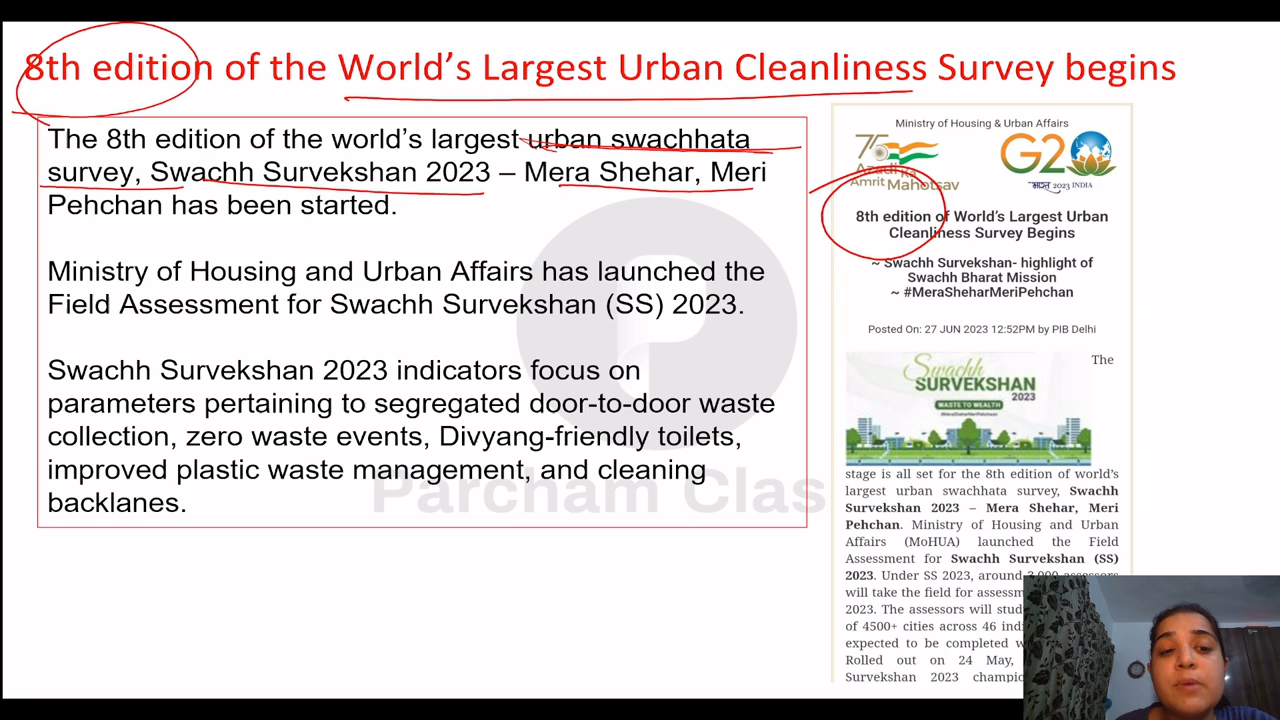 8th edition of the World's Largest Urban Cleanliness Survey begins
The 8th edition of the world's largest urban swachhata
survey, Swachh Survekshan 2023 – Mera Shehar, Meri
Pehchan has been started.
Ministry of Housing and Urban Affairs has launched the
Field Assessment for Swachh Survekshan (SS) 2023.
Swachh Survekshan 2023 indicators focus on
parameters pertaining to segregated door-to-door waste
collection, zero waste events, Divyang-friendly toilets,
improved plastic waste management, and cleaning
backlanes.
Parcham Clas
Ministry of Housing & Urban Affairs
75
Azadi Ka
Amrit Mahotsav
G20
भारत 2023 INDIA
8th edition of World's Largest Urban
Cleanliness Survey Begins
~ Swachh Survekshan- highlight of
Swachh Bharat Mission
~ #MeraSheharMeriPehchan
Posted On: 27 JUN 2023 12:52PM by PIB Delhi
Swachh
SURVEKSHAN
2023
WASTE TO WEALTH
#MeraSheharMeriPehchan
The
stage is all set for the 8th edition of world's
largest urban swachhata survey, Swachh
Survekshan 2023 – Mera Shehar, Meri
Pehchan. Ministry of Housing and Urban
Affairs (MoHUA) launched the Field
Assessment for Swachh Survekshan (SS)
2023. Under SS 2023, around 3,000 assessors
will take the field for
2023. The assessors will
of 4500+ cities across 46
expected to be completed
Rolled out on 24 May,
Survekshan 2023